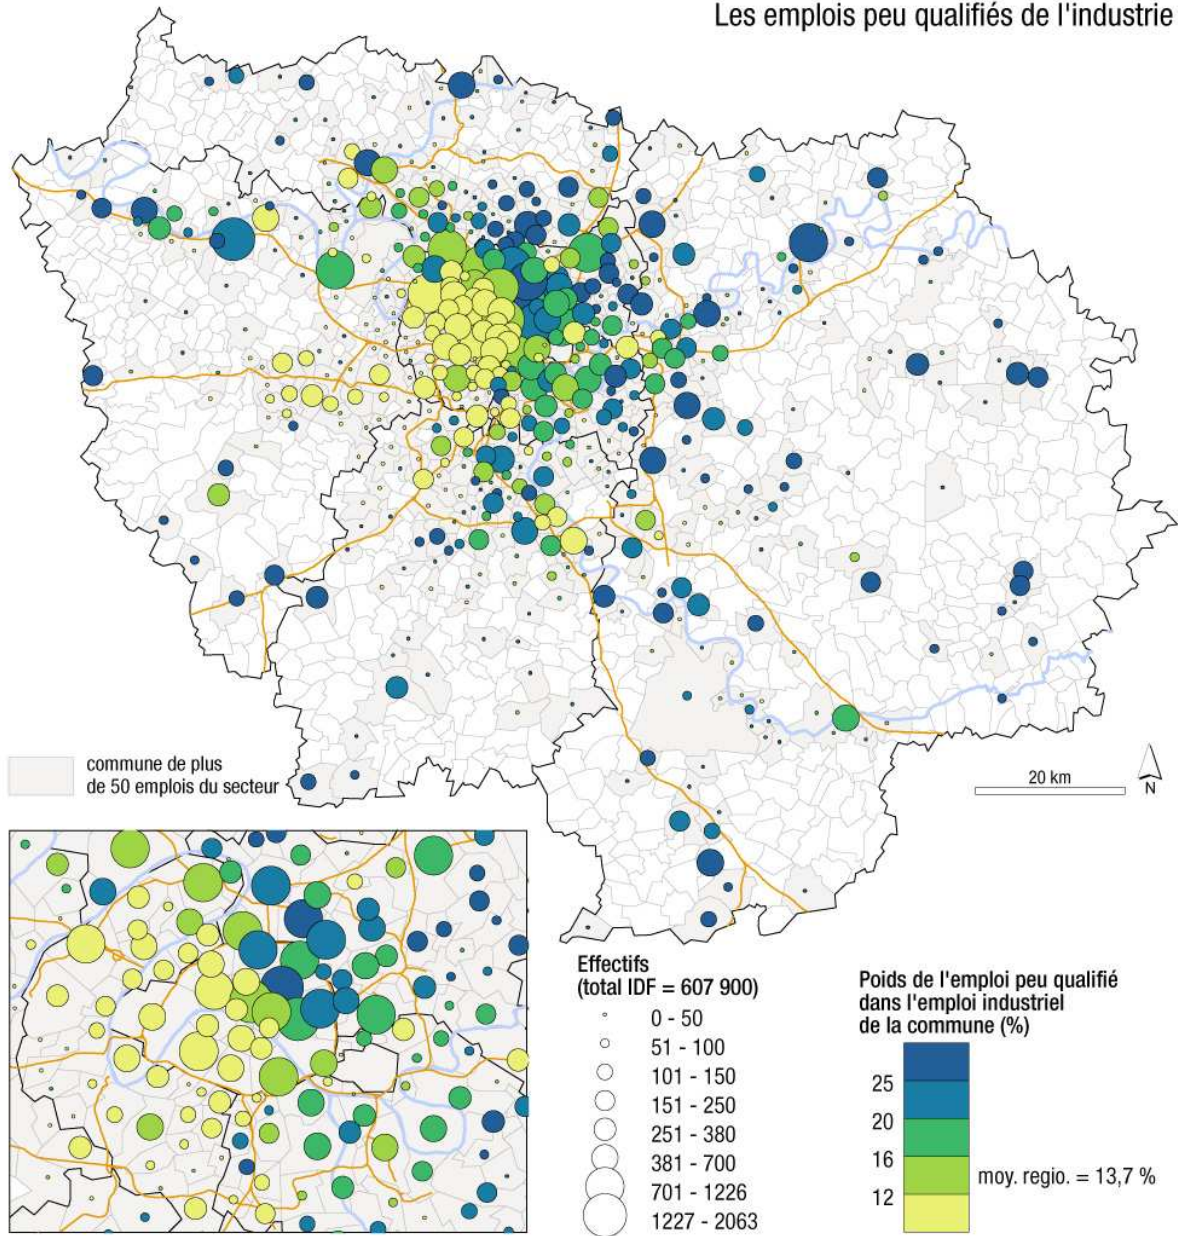 Les emplois peu qualifiés de l'industrie
commune de plus
de 50 emplois du secteur
20 km
N
Effectifs
(total IDF = 607 900)
0 - 50
51 - 100
101 - 150
151 - 250
251 - 380
381 - 700
701 - 1226
1227 - 2063
Poids de l'emploi peu qualifié
dans l'emploi industriel
de la commune (%)
25
20
16
12
moy. regio. = 13,7 %